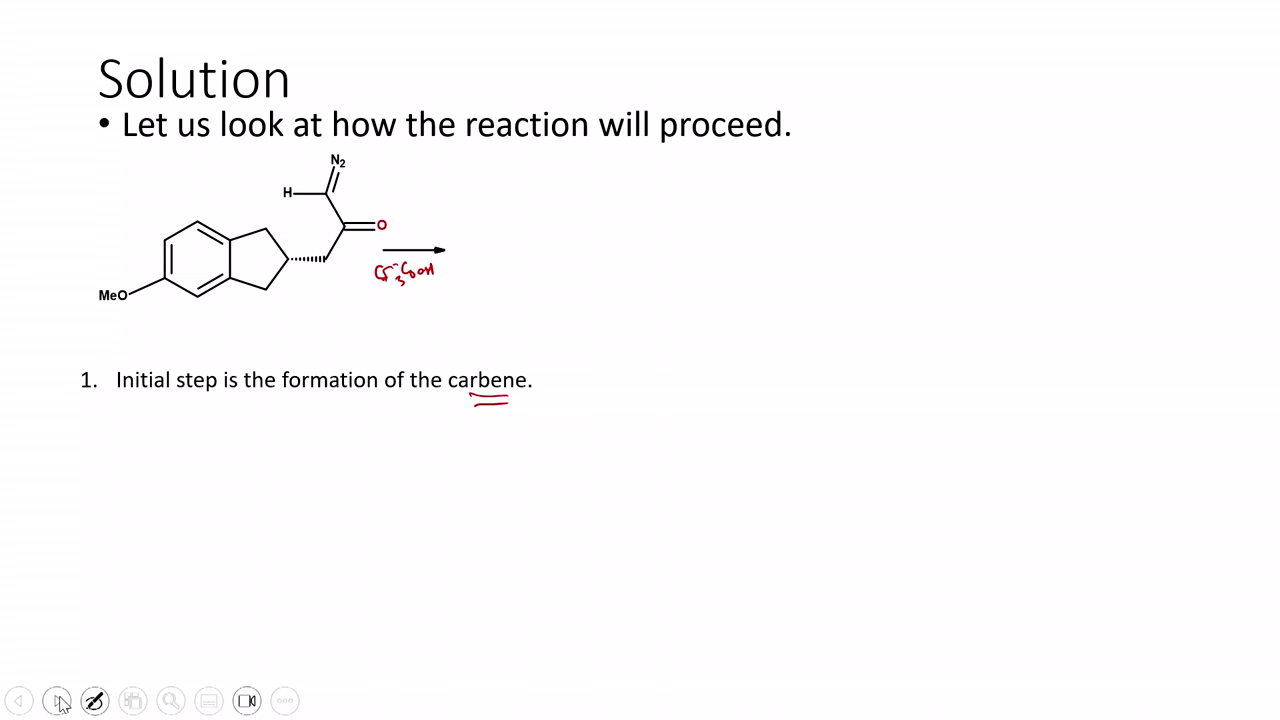 Solution
• Let us look at how the reaction will proceed.
N₂
H
O
CF₃COOH
MeO
1. Initial step is the formation of the carbene.